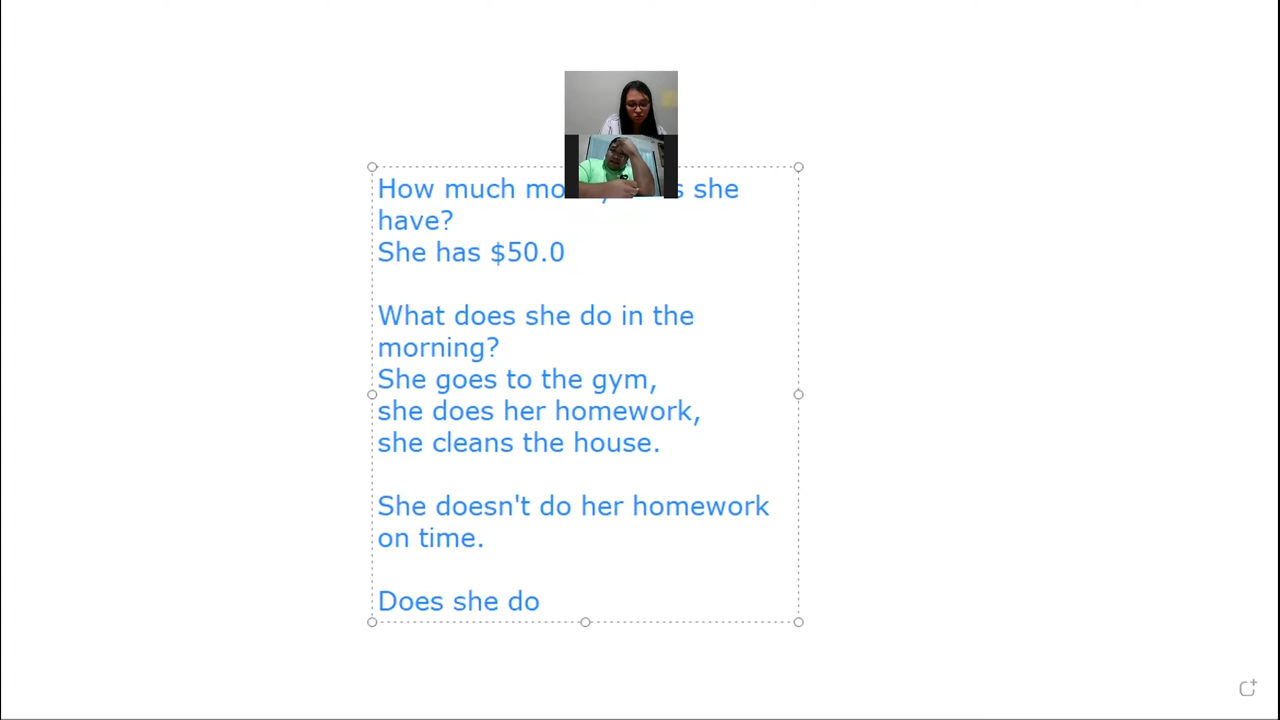 How much she
have?
She has $50.0
What does she do in the
morning?
She goes to the gym,
she does her homework,
she cleans the house.
She doesn't do her homework
on time.
Does she do